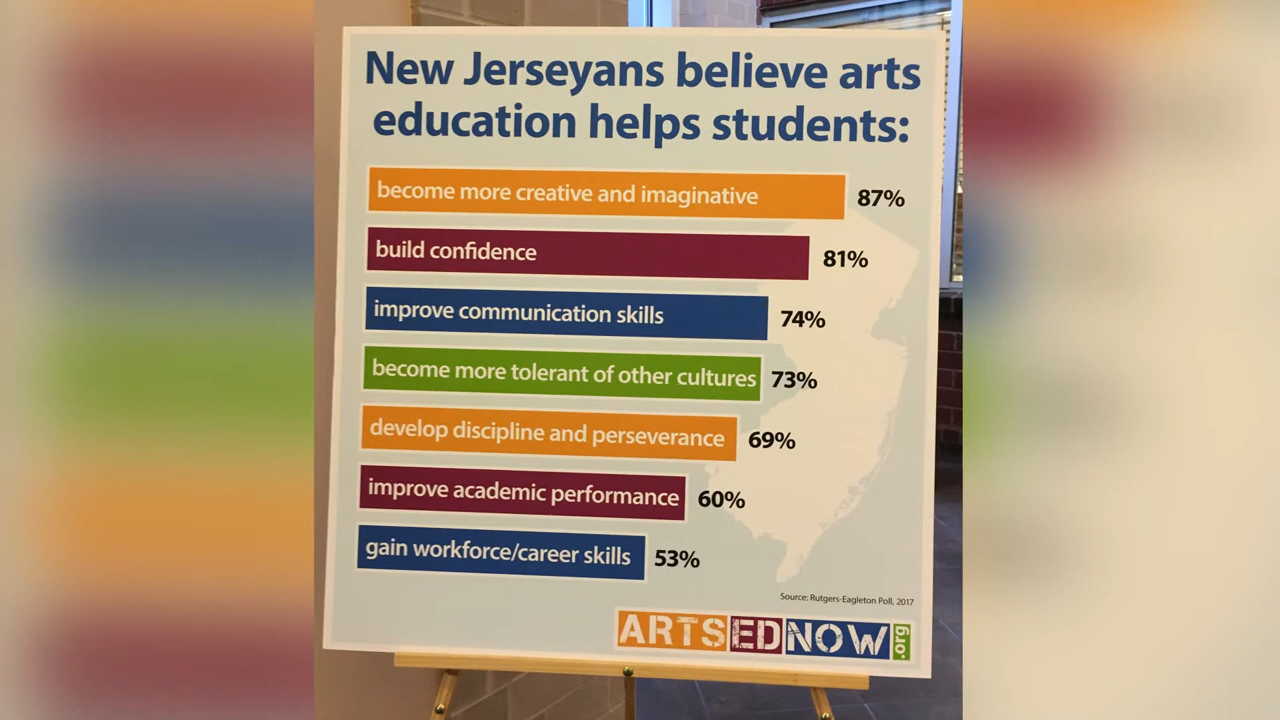 New Jerseyans believe arts
education helps students:
become more creative and imaginative 87%
build confidence 81%
improve communication skills 74%
become more tolerant of other cultures 73%
develop discipline and perseverance 69%
improve academic performance 60%
gain workforce/career skills 53%
Source: Rutgers-Eagleton Poll, 2017
ARTSEDNOW.org